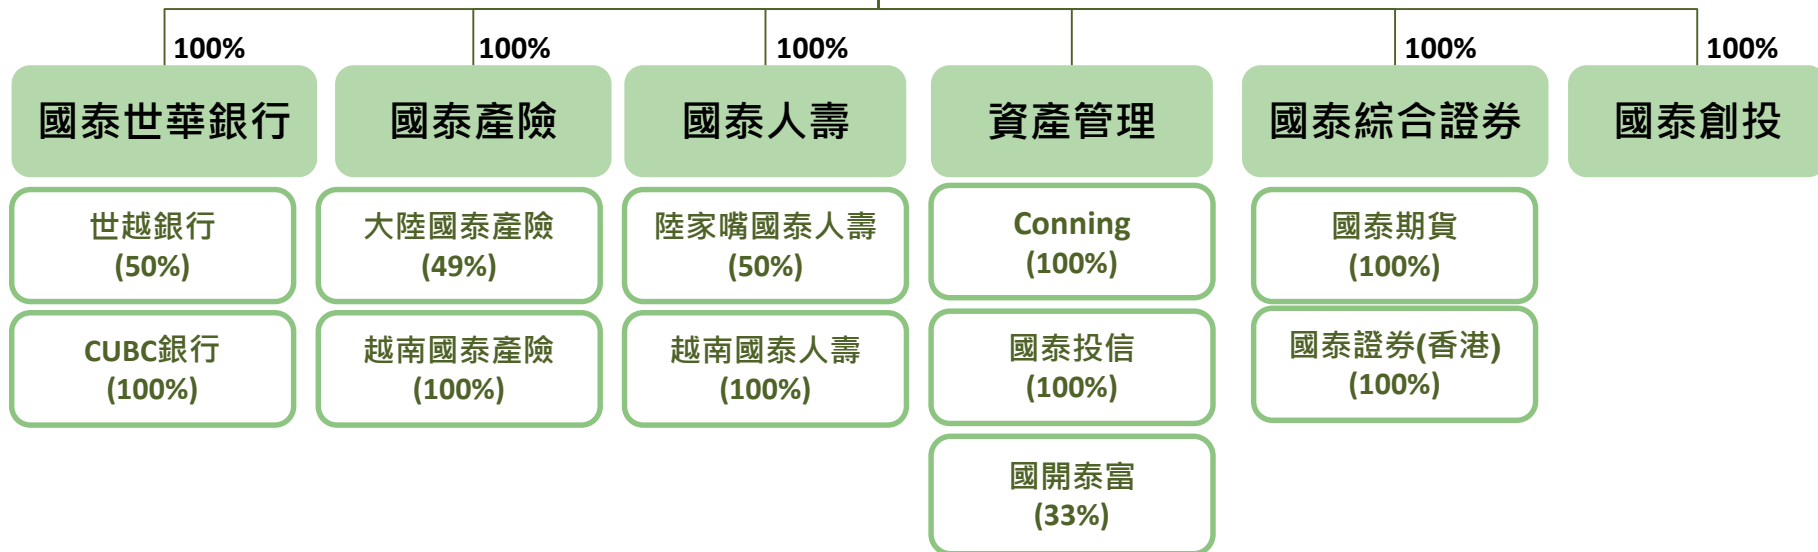 100%
100%
100%
100%
100%
國泰世華銀行
國泰產險
國泰人壽
資產管理
國泰綜合證券
國泰創投
世越銀行
(50%)
大陸國泰產險
(49%)
陸家嘴國泰人壽
(50%)
Conning
(100%)
國泰期貨
(100%)
CUBC銀行
(100%)
越南國泰產險
(100%)
越南國泰人壽
(100%)
國泰投信
(100%)
國泰證券(香港)
(100%)
國開泰富
(33%)